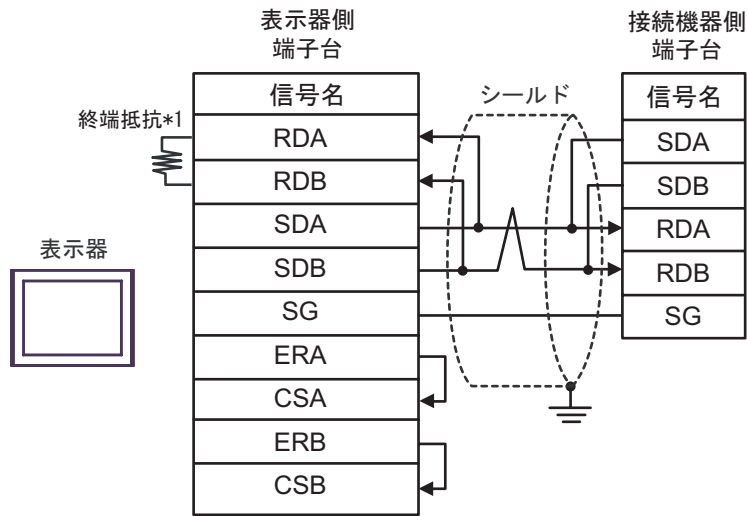 表示器側
端子台
接続機器側
端子台
信号名
シールド
信号名
終端抵抗*1
RDA
SDA
RDB
SDB
SDA
RDA
表示器
SDB
RDB
SG
SG
ERA
CSA
ERB
CSB